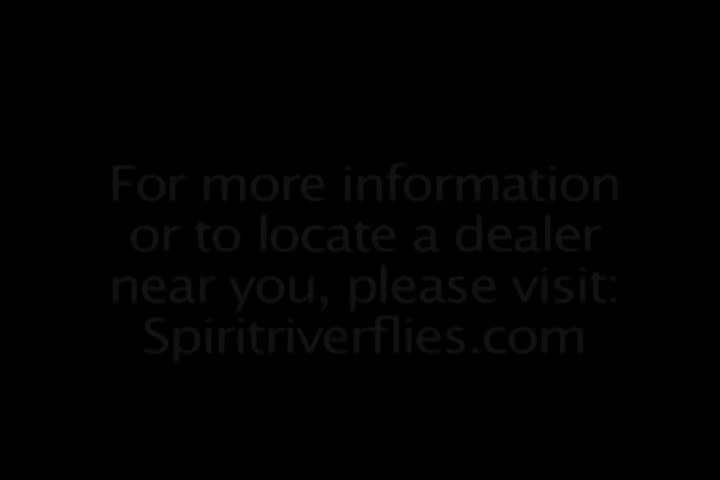 For more information
or to locate a dealer
near you, please visit:
Spiritriverflies.com